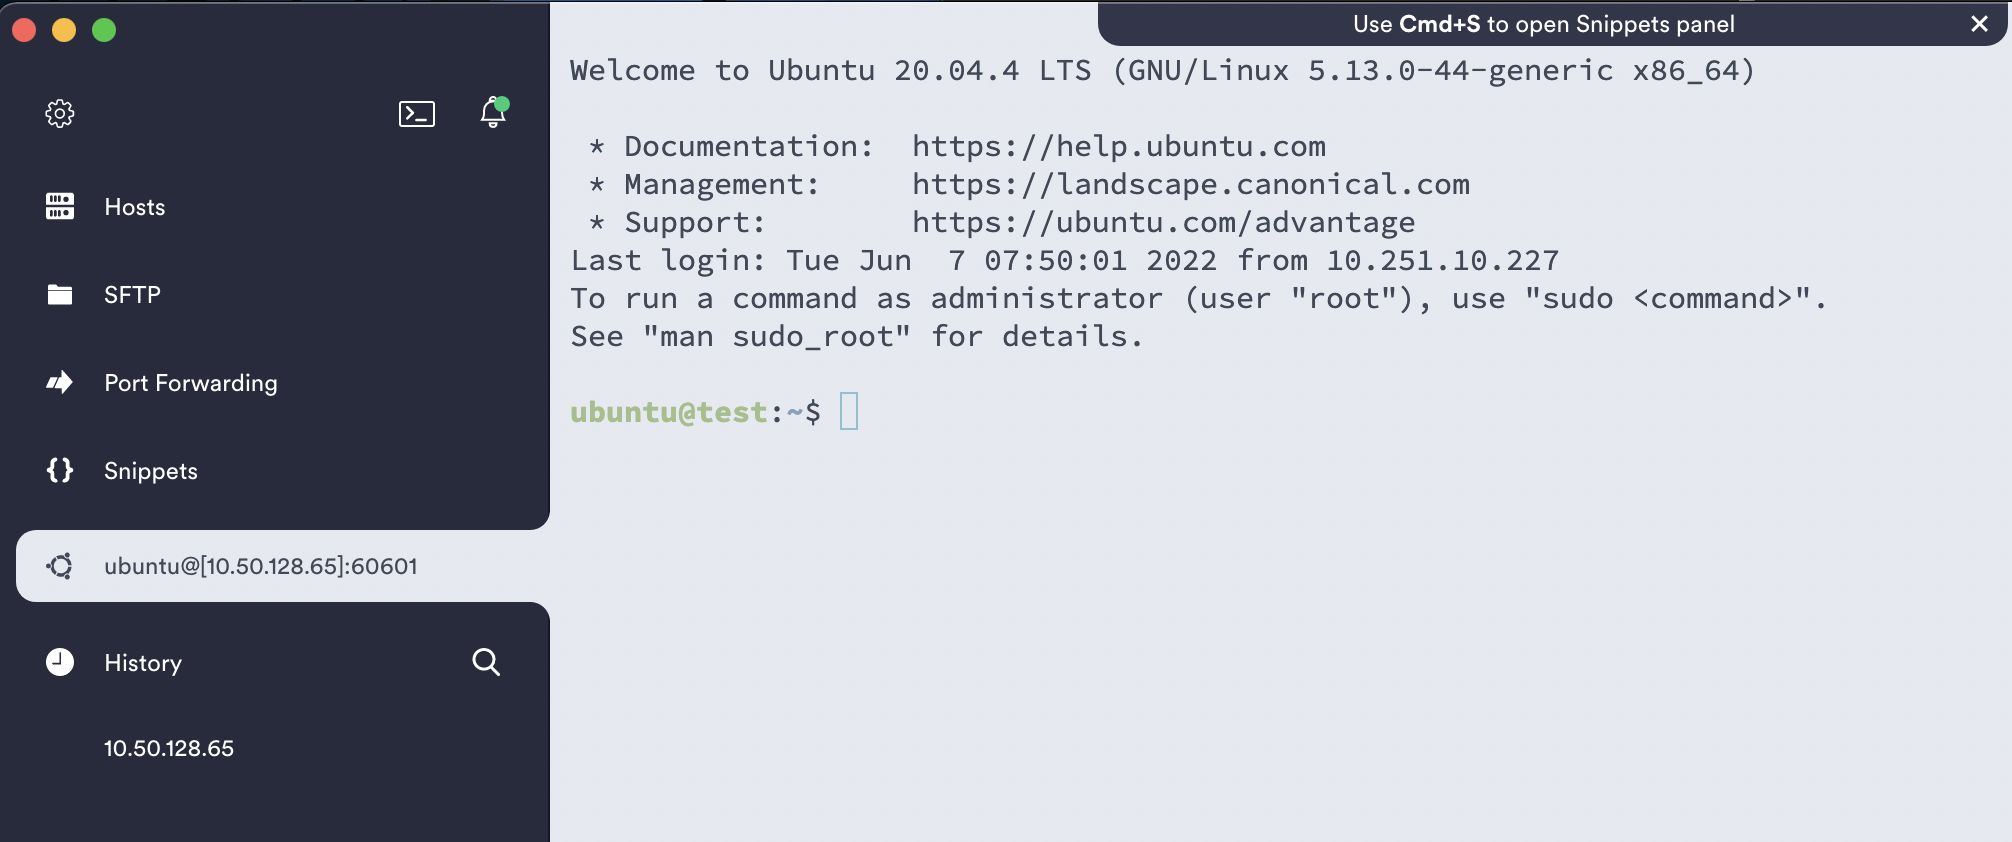 Use Cmd+S to open Snippets panel
Hosts
SFTP
Port Forwarding
Snippets
ubuntu@[10.50.128.65]:60601
History
10.50.128.65
Welcome to Ubuntu 20.04.4 LTS (GNU/Linux 5.13.0-44-generic x86_64)
* Documentation:  https://help.ubuntu.com
* Management:     https://landscape.canonical.com
* Support:        https://ubuntu.com/advantage
Last login: Tue Jun  7 07:50:01 2022 from 10.251.10.227
To run a command as administrator (user "root"), use "sudo <command>".
See "man sudo_root" for details.
ubuntu@test:~$